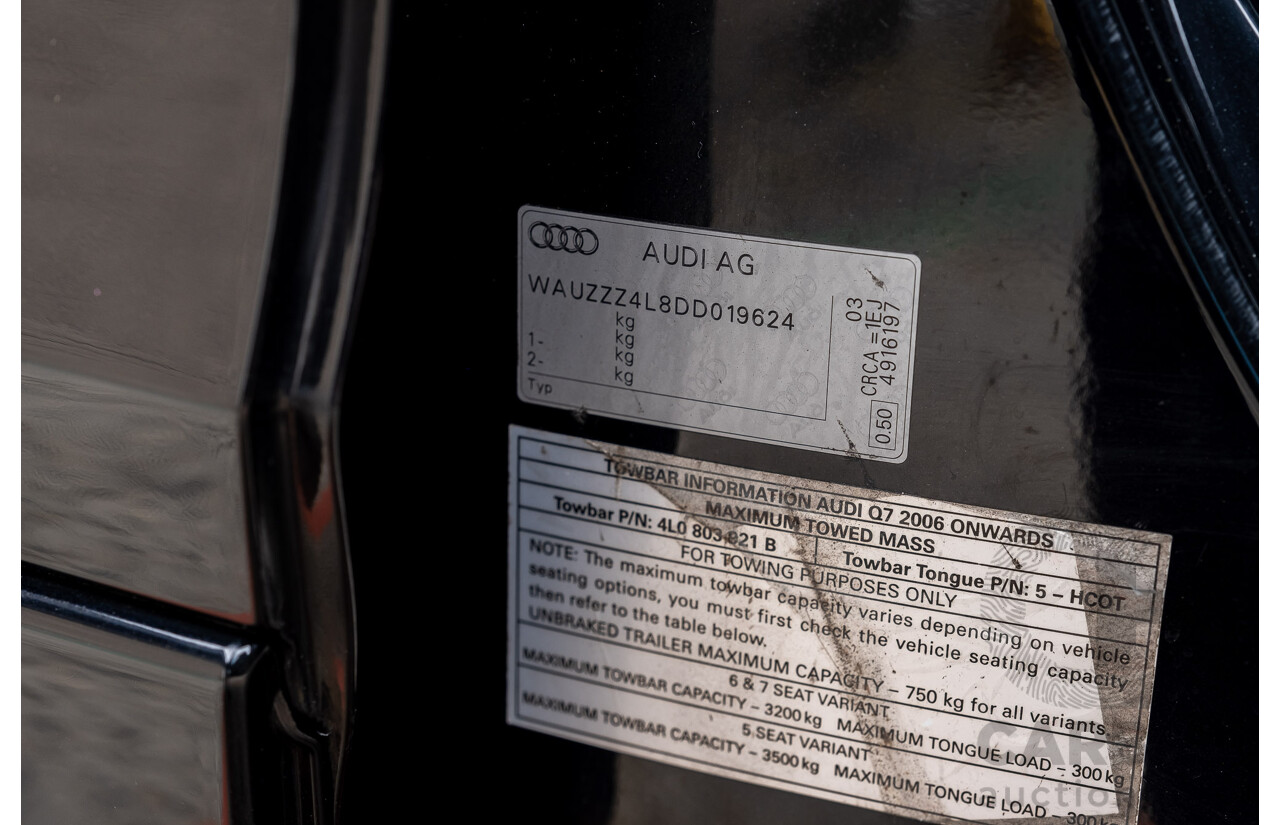 AUDI AG
WAUZZZ4L8DD019624
kg
kg
1- kg
2- kg
Typ
03
CRCA =1EJ
4916197
0.50
TOWBAR INFORMATION AUDI Q7 2006 ONWARDS
MAXIMUM TOWED MASS
Towbar P/N: 4L0 803 821 B Towbar Tongue P/N: 5 – HCOT
FOR TOWING PURPOSES ONLY
NOTE: The maximum towbar capacity varies depending on vehicle
seating options, you must first check the vehicle seating capacity
then refer to the table below.
UNBRAKED TRAILER MAXIMUM CAPACITY – 750 kg for all variants
6 & 7 SEAT VARIANT
MAXIMUM TOWBAR CAPACITY – 3200 kg MAXIMUM TONGUE LOAD – 300 kg
5 SEAT VARIANT
MAXIMUM TOWBAR CAPACITY – 3500 kg MAXIMUM TONGUE LOAD – 300 kg
CAR
auction